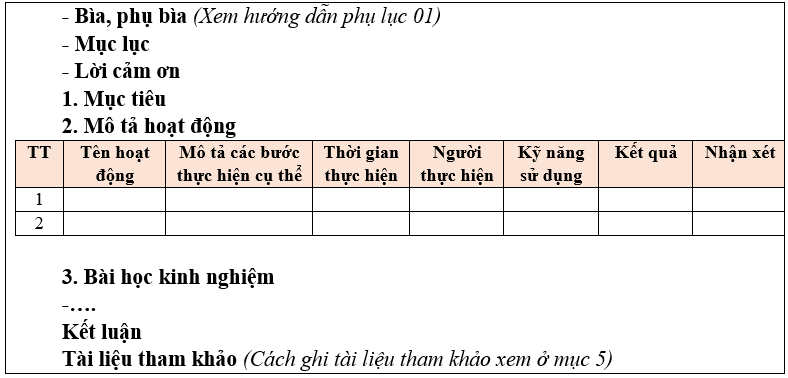 - Bìa, phụ bìa (Xem hướng dẫn phụ lục 01)
- Mục lục
- Lời cảm ơn
1. Mục tiêu
2. Mô tả hoạt động
TT Tên hoạt động Mô tả các bước thực hiện cụ thể Thời gian thực hiện Người thực hiện Kỹ năng sử dụng Kết quả Nhận xét
1
2
3. Bài học kinh nghiệm
-….
Kết luận
Tài liệu tham khảo (Cách ghi tài liệu tham khảo xem ở mục 5)